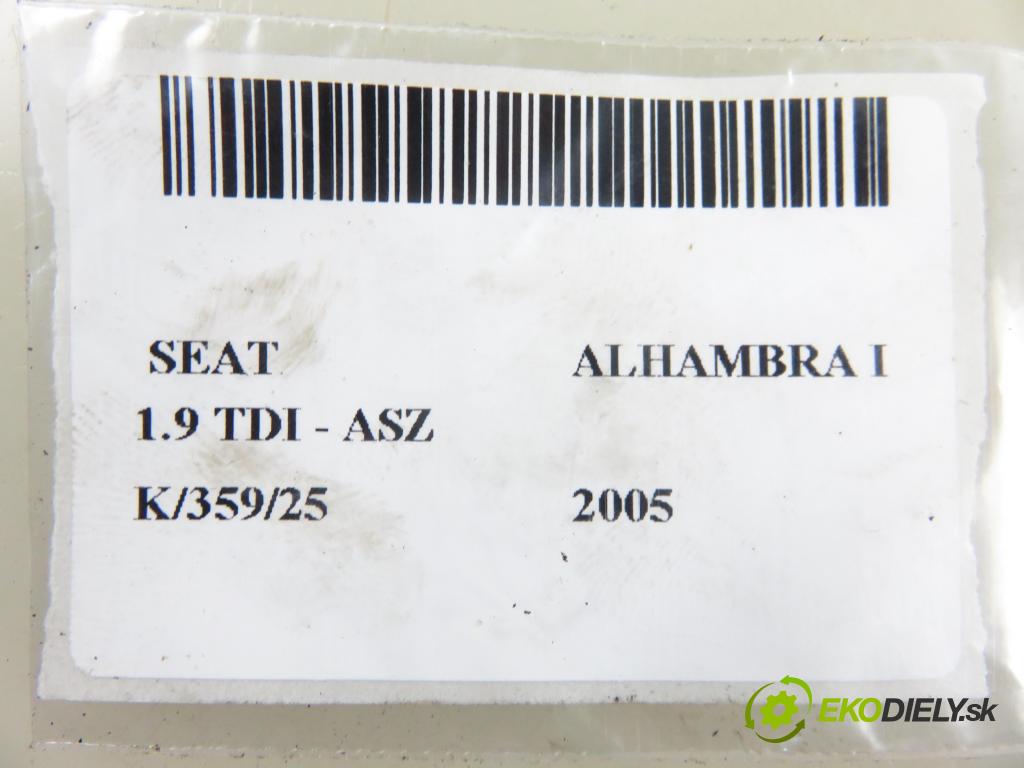 SEAT ALHAMBRA I
1.9 TDI - ASZ
K/359/25 2005
EKODIELY.sk